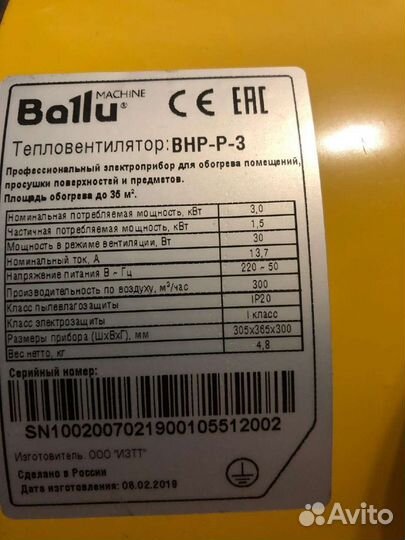 Ballu MACHINE ® CE EAC
Тепловентилятор: BHP-P-3
Профессиональный электроприбор для обогрева помещений,
просушки поверхностей и предметов.
Площадь обогрева до 35 м².
Номинальная потребляемая мощность, кВт 3,0
Частичная потребляемая мощность, кВт 1,5
Мощность в режиме вентиляции, Вт 30
Номинальный ток, А 13,7
Напряжение питания В ~ Гц 220 ~ 50
Производительность по воздуху, м³/час 300
Класс пылевлагозащиты IP20
Класс электрозащиты I класс
Размеры прибора (ШхВхГ), мм 305x365x300
Вес нетто, кг 4,8
Серийный номер:
SN1002007021900105512002
Изготовитель: ООО "ИЗТТ"
Сделано в России
Дата изготовления: 08.02.2019
Avito